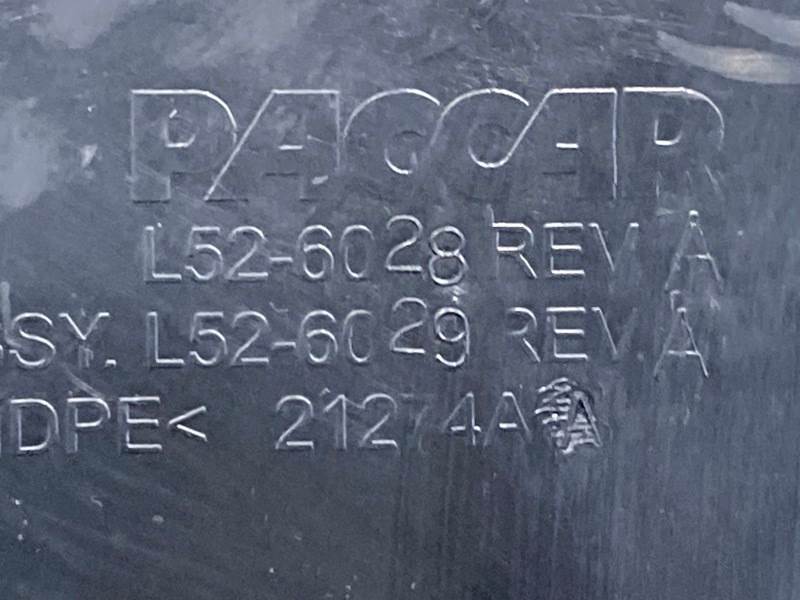 PACCAR
L52-6028 REV A
SY. L52-6029 REV A
DPE< 21274A A